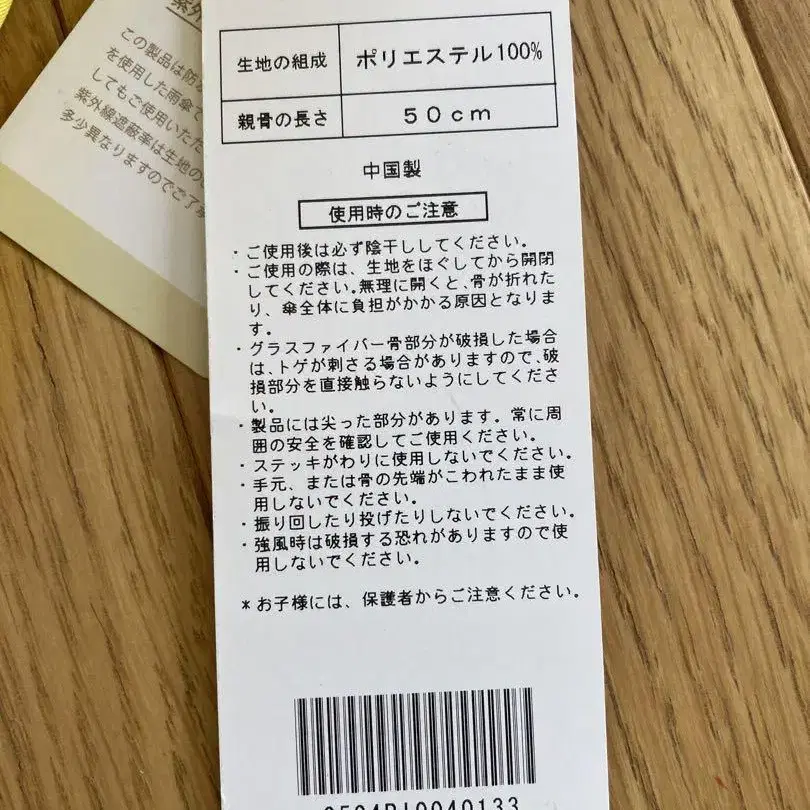 この製品は防
を使用した雨傘で
してもご使用いただ
紫外線遮蔽率は生地の
多少異なりますのでご了承
生地の組成 ポリエステル100%
親骨の長さ 50cm
中国製
使用時のご注意
・ご使用後は必ず陰干ししてください。
・ご使用の際は、生地をほぐしてから開閉
してください。無理に開くと、骨が折れた
り、傘全体に負担がかかる原因となりま
す。
・グラスファイバー骨部分が破損した場合
は、トゲが刺さる場合がありますので、破
損部分を直接触らないようにしてくださ
い。
・製品には尖った部分があります。常に周
囲の安全を確認してご使用ください。
・ステッキがわりに使用しないでください。
・手元、または骨の先端がこわれたまま使
用しないでください。
・振り回したり投げたりしないでください。
・強風時は破損する恐れがありますので使
用しないでください。
*お子様には、保護者からご注意ください。